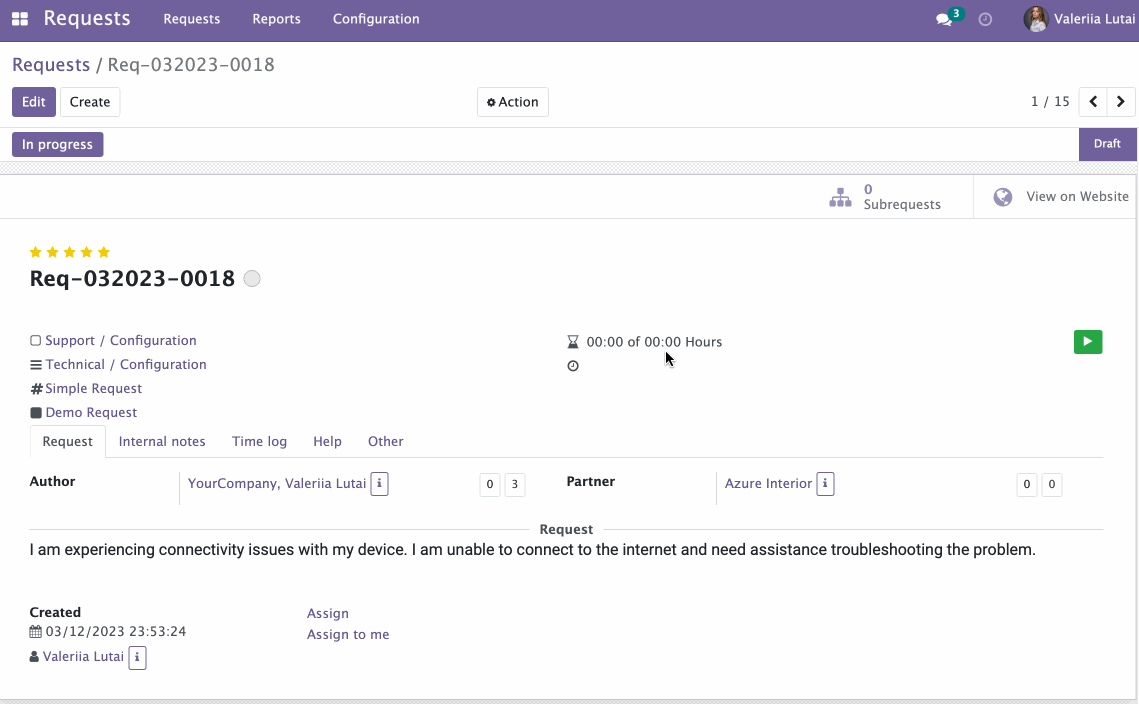 Requests Requests Reports Configuration 3 Valeriia Lutai
Requests / Req-032023-0018
Edit Create Action 1 / 15
In progress Draft
0
Subrequests
View on Website
Req-032023-0018
Support / Configuration
00:00 of 00:00 Hours
Technical / Configuration
Simple Request
Demo Request
Request Internal notes Time log Help Other
Author YourCompany, Valeriia Lutai i 0 3 Partner Azure Interior i 0 0
Request
I am experiencing connectivity issues with my device. I am unable to connect to the internet and need assistance troubleshooting the problem.
Created Assign
03/12/2023 23:53:24 Assign to me
Valeriia Lutai i